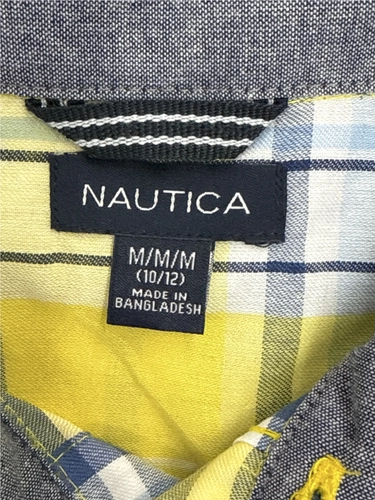 NAUTICA
M/M/M
(10/12)
MADE IN
BANGLADESH